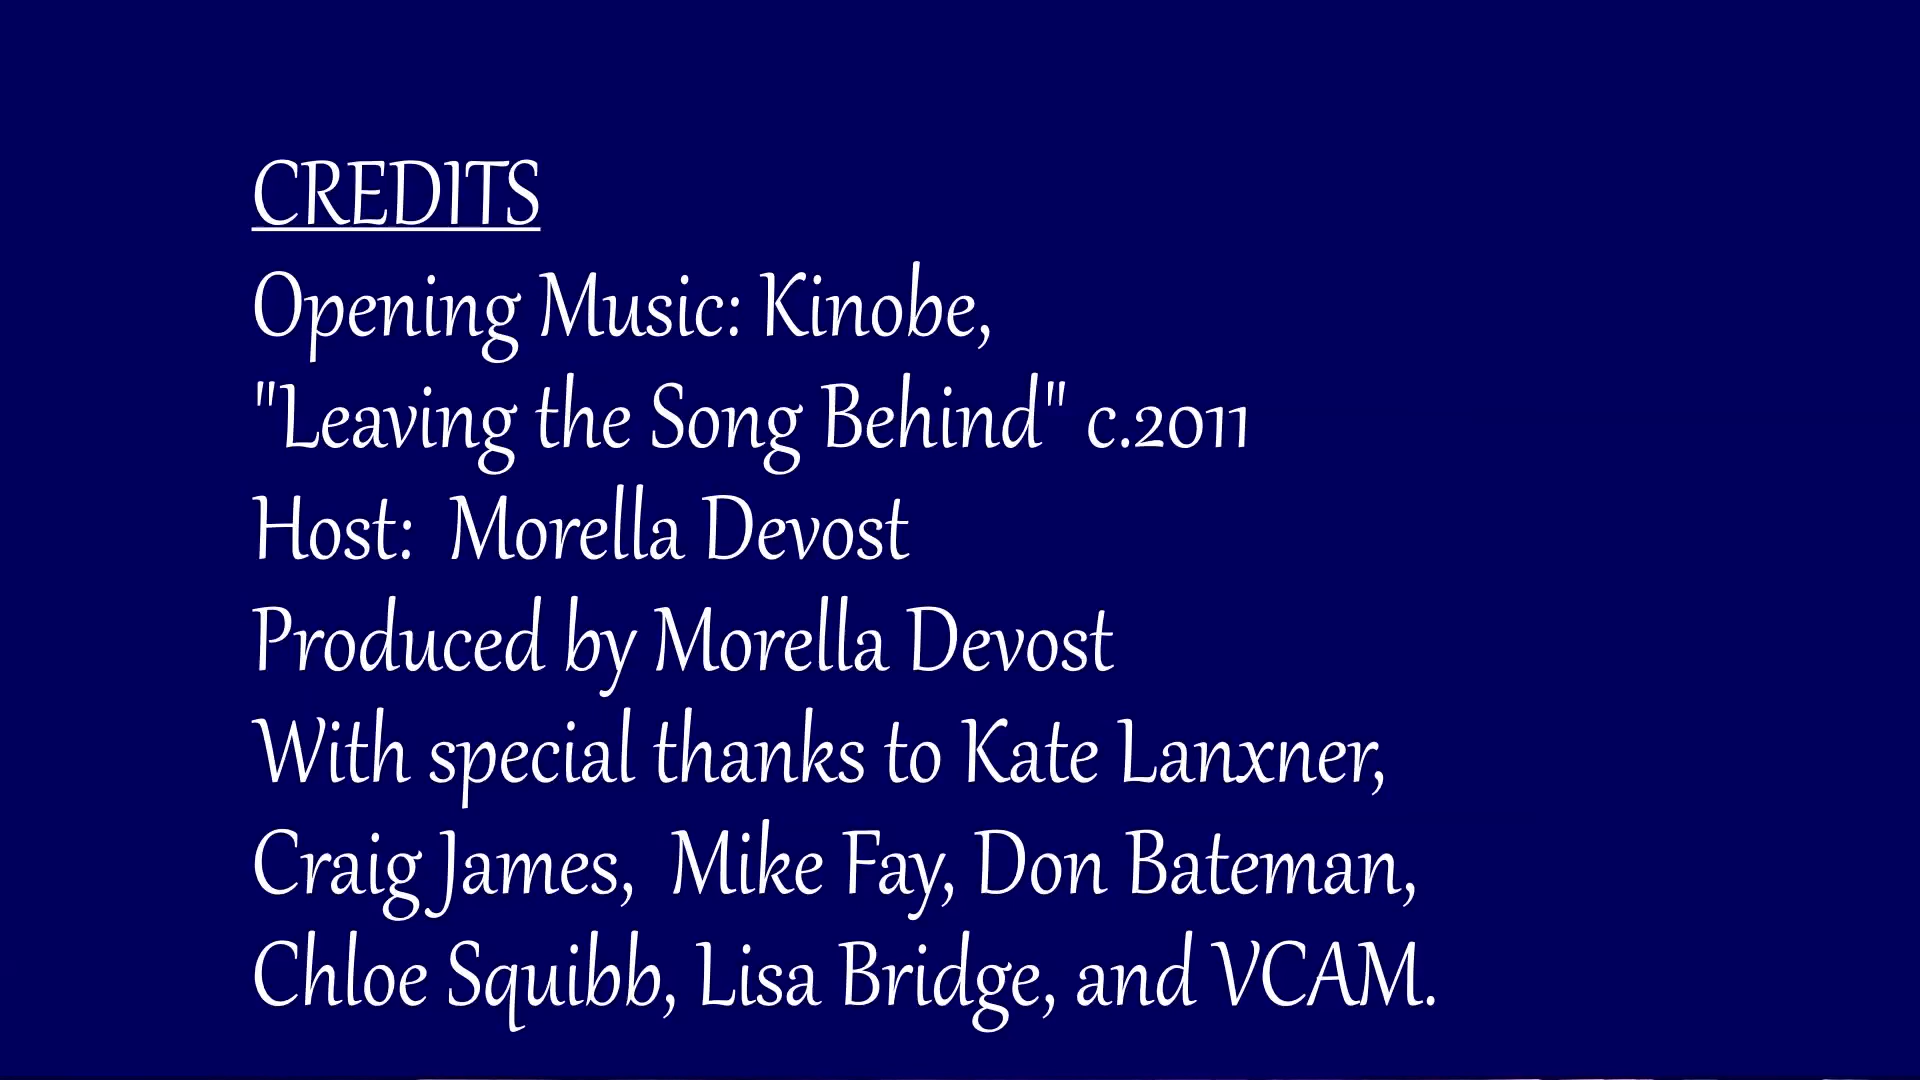 CREDITS
Opening Music: Kinobe,
"Leaving the Song Behind" c.2011
Host:  Morella Devost
Produced by Morella Devost
With special thanks to Kate Lanxner,
Craig James,  Mike Fay, Don Bateman,
Chloe Squibb, Lisa Bridge, and VCAM.